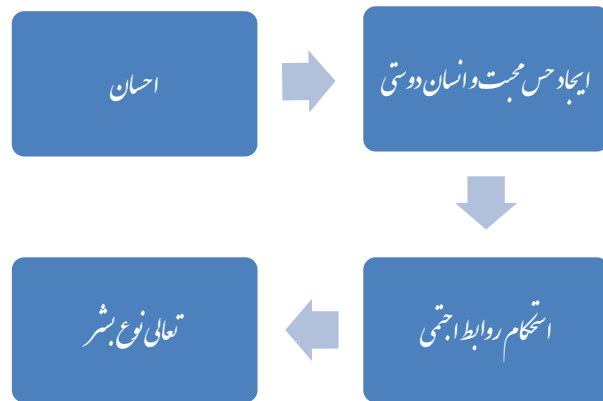 احسان
ایجاد حس محبت و انسان دوستی
استحکام روابط اجتمی
تعالی نوع بشر